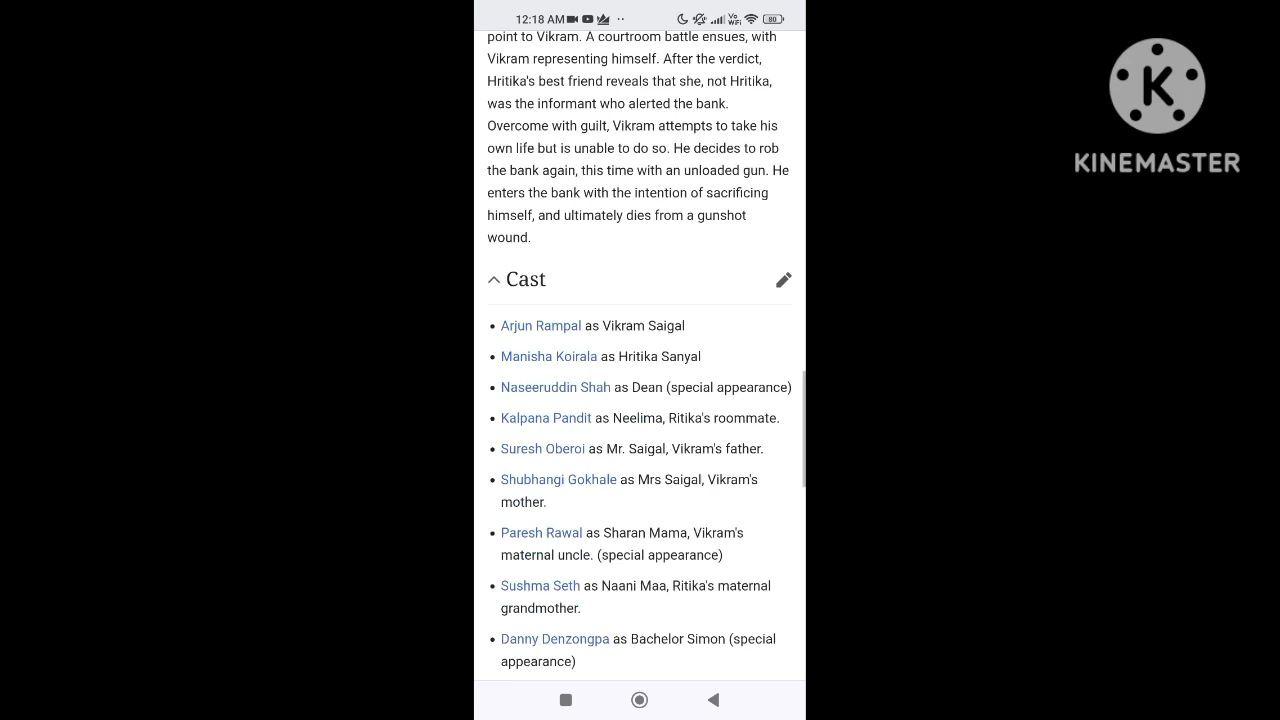 12:18 AM
Vo
WiFi
80
point to Vikram. A courtroom battle ensues, with
Vikram representing himself. After the verdict,
Hritika's best friend reveals that she, not Hritika,
was the informant who alerted the bank.
Overcome with guilt, Vikram attempts to take his
own life but is unable to do so. He decides to rob
the bank again, this time with an unloaded gun. He
enters the bank with the intention of sacrificing
himself, and ultimately dies from a gunshot
wound.
Cast
• Arjun Rampal as Vikram Saigal
• Manisha Koirala as Hritika Sanyal
• Naseeruddin Shah as Dean (special appearance)
• Kalpana Pandit as Neelima, Ritika's roommate.
• Suresh Oberoi as Mr. Saigal, Vikram's father.
• Shubhangi Gokhale as Mrs Saigal, Vikram's
mother.
• Paresh Rawal as Sharan Mama, Vikram's
maternal uncle. (special appearance)
• Sushma Seth as Naani Maa, Ritika's maternal
grandmother.
• Danny Denzongpa as Bachelor Simon (special
appearance)
K
KINEMASTER